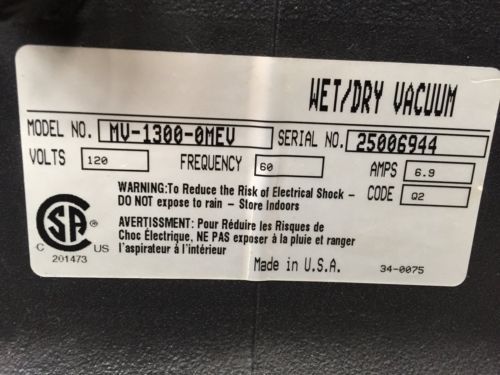 WET/DRY VACUUM
MODEL NO. MV-1300-0MEV SERIAL NO. 25006944
VOLTS 120 FREQUENCY 60 AMPS 6.9
WARNING:To Reduce the Risk of Electrical Shock - CODE Q2
DO NOT expose to rain - Store Indoors
AVERTISSEMENT: Pour Réduire les Risques de
Choc Électrique, NE PAS exposer à la pluie et ranger
l'aspirateur à l'intérieur
CSA ®
C US
201473
Made in U.S.A. 34-0075